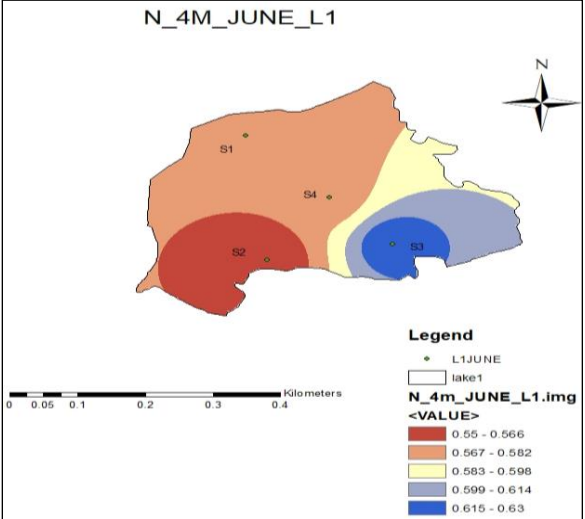 N_4M_JUNE_L1
N
S1
S4
S2
S3
Legend
L1JUNE
lake1
N_4m_JUNE_L1.img
<VALUE>
0.55 - 0.566
0.567 - 0.582
0.583 - 0.598
0.599 - 0.614
0.615 - 0.63
Kilometers
0 0.05 0.1 0.2 0.3 0.4